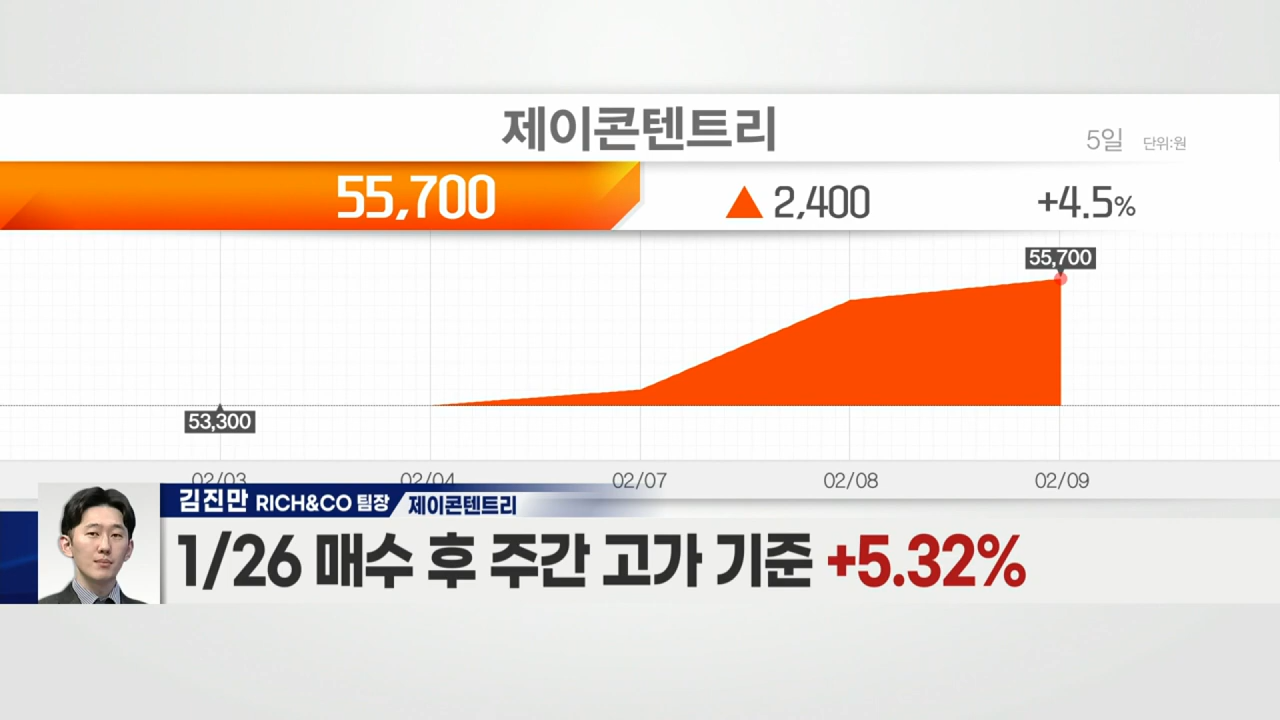 제이콘텐트리
5일 단위:원
55,700 ▲ 2,400 +4.5%
55,700
53,300
02/03 02/04 02/07 02/08 02/09
김진만 RICH&CO 팀장 제이콘텐트리
1/26 매수 후 주간 고가 기준 +5.32%